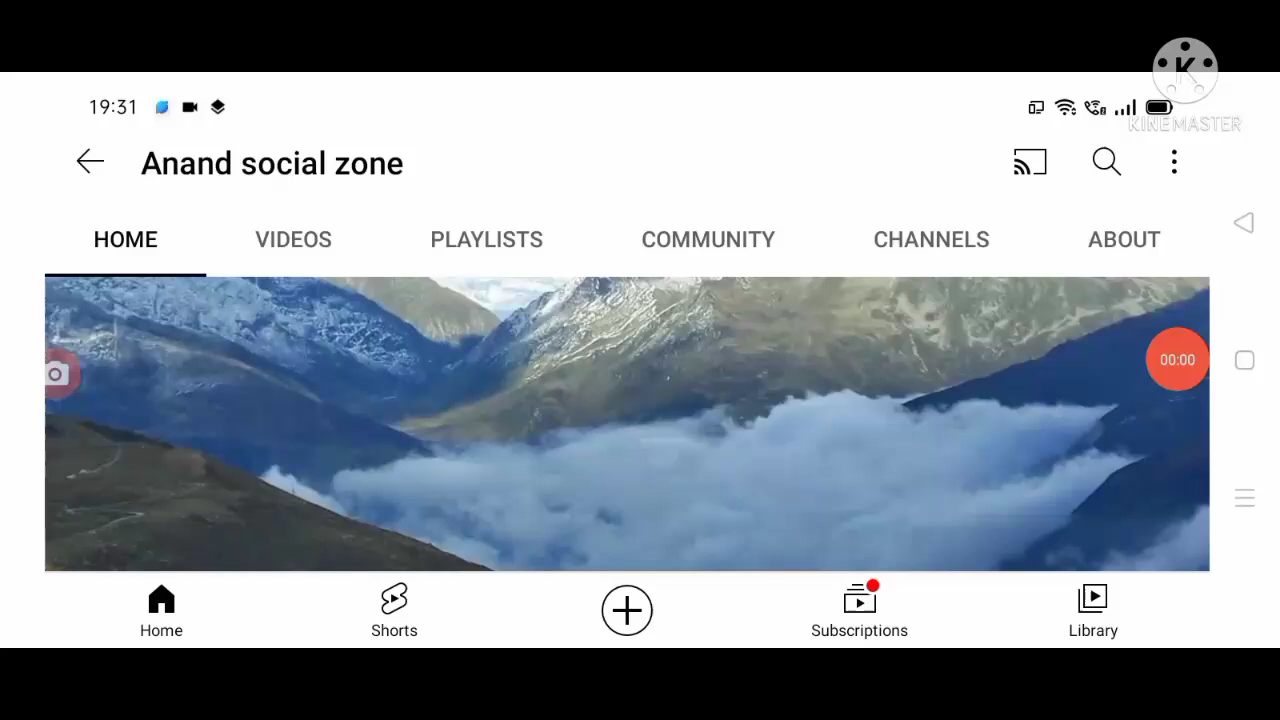 K
KINEMASTER
19:31
Anand social zone
HOME VIDEOS PLAYLISTS COMMUNITY CHANNELS ABOUT
00:00
Home Shorts Subscriptions Library